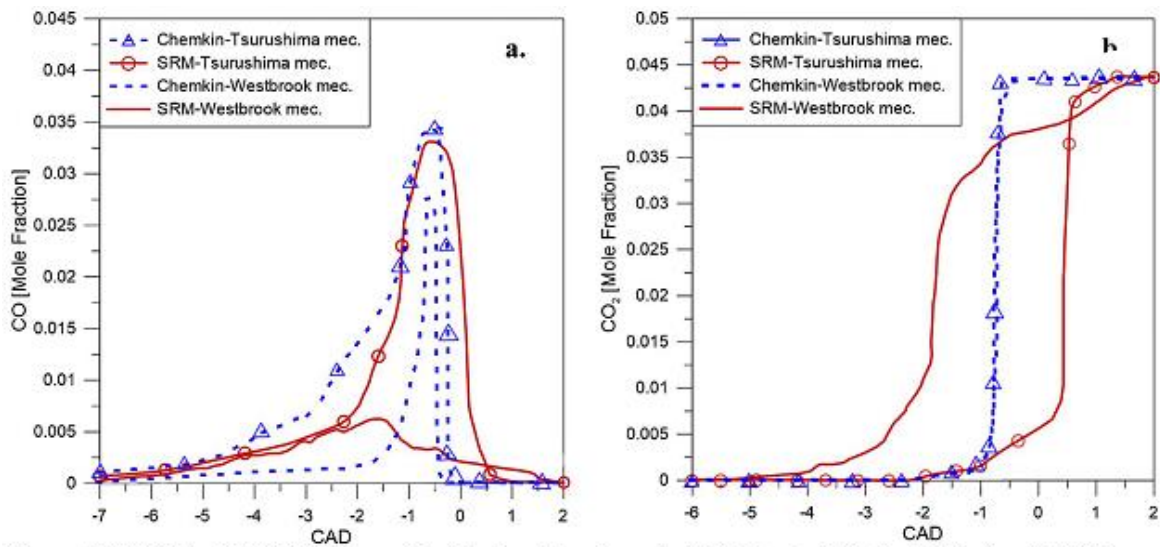 0.045
0.04
0.035
0.03
0.025
0.02
0.015
0.01
0.005
0
CO [Mole Fraction]
Chemkin-Tsurushima mec.
SRM-Tsurushima mec.
Chemkin-Westbrook mec.
SRM-Westbrook mec.
a.
-7 -6 -5 -4 -3 -2 -1 0 1 2
CAD
0.05
0.045
0.04
0.035
0.03
0.025
0.02
0.015
0.01
0.005
0
CO₂ [Mole Fraction]
Chemkin-Tsurushima mec.
SRM-Tsurushima mec.
Chemkin-Westbrook mec.
SRM-Westbrook mec.
b
-6 -5 -4 -3 -2 -1 0 1 2
CAD